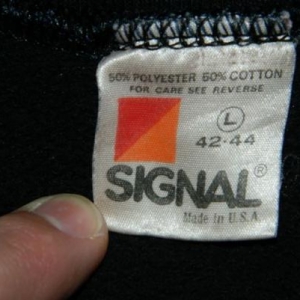 50% POLYESTER 50% COTTON
FOR CARE SEE REVERSE
L
42-44
SIGNAL®
Made in U.S.A.